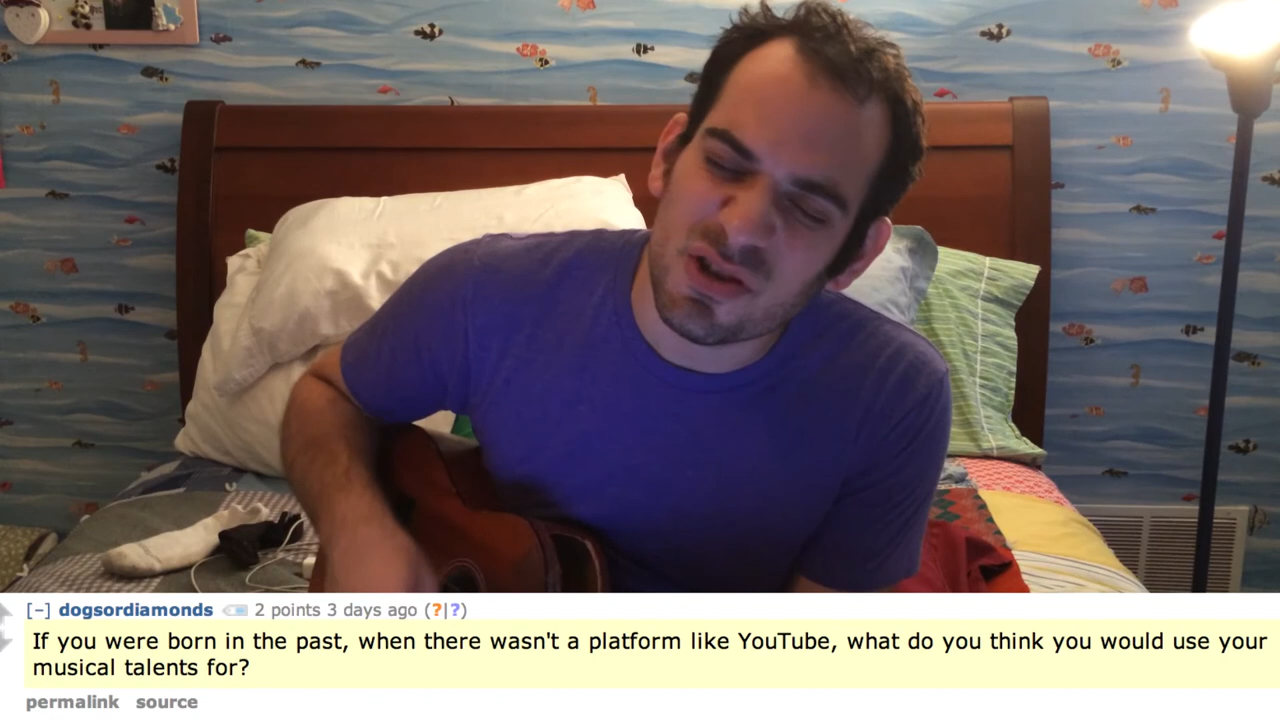 [–] dogsordiamonds 2 points 3 days ago (?|?)
If you were born in the past, when there wasn't a platform like YouTube, what do you think you would use your
musical talents for?
permalink source